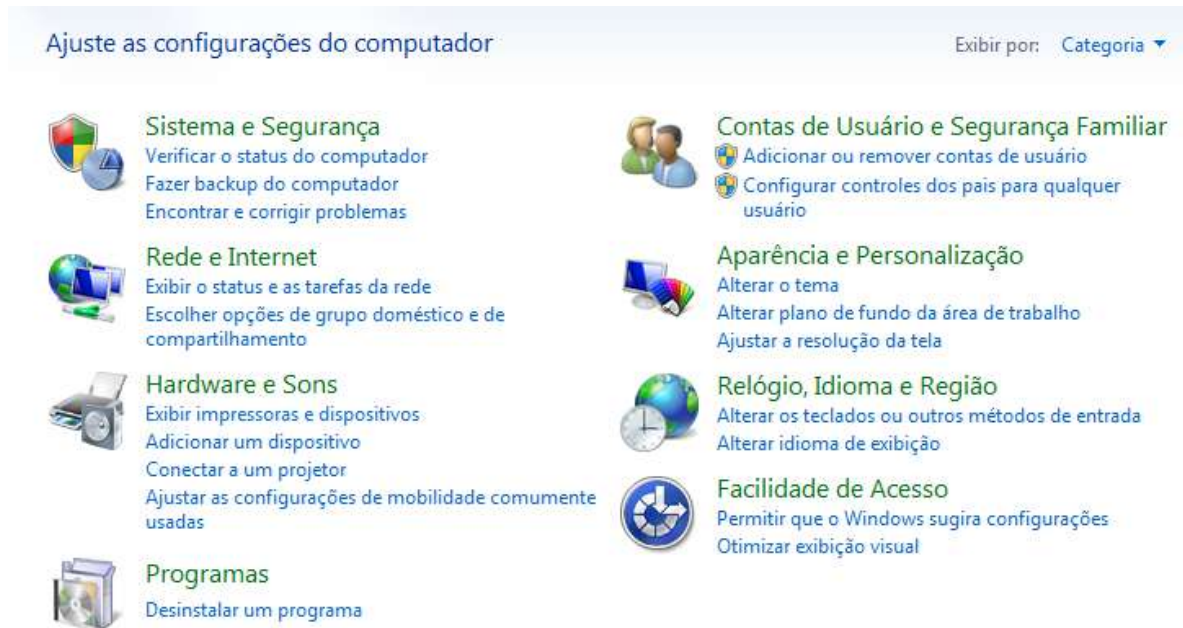 Ajuste as configurações do computador
Exibir por: Categoria
Sistema e Segurança
Verificar o status do computador
Fazer backup do computador
Encontrar e corrigir problemas
Rede e Internet
Exibir o status e as tarefas da rede
Escolher opções de grupo doméstico e de
compartilhamento
Hardware e Sons
Exibir impressoras e dispositivos
Adicionar um dispositivo
Conectar a um projetor
Ajustar as configurações de mobilidade comumente
usadas
Programas
Desinstalar um programa
Contas de Usuário e Segurança Familiar
Adicionar ou remover contas de usuário
Configurar controles dos pais para qualquer
usuário
Aparência e Personalização
Alterar o tema
Alterar plano de fundo da área de trabalho
Ajustar a resolução da tela
Relógio, Idioma e Região
Alterar os teclados ou outros métodos de entrada
Alterar idioma de exibição
Facilidade de Acesso
Permitir que o Windows sugira configurações
Otimizar exibição visual